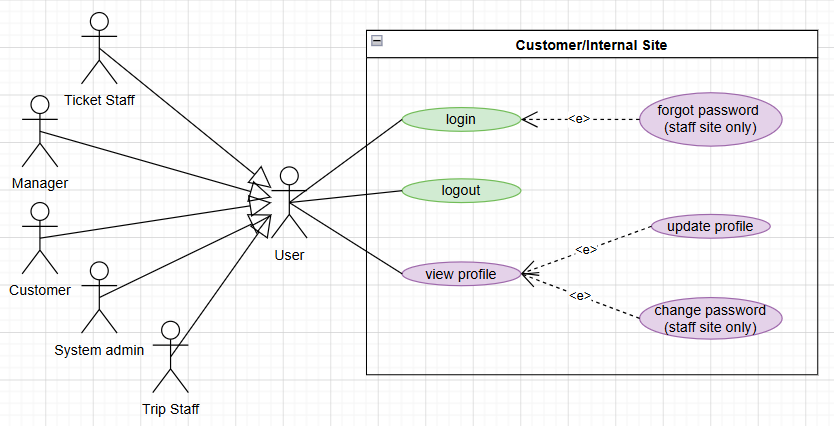 Ticket Staff
Manager
Customer
System admin
Trip Staff
User
Customer/Internal Site
login
<e>
forgot password
(staff site only)
logout
view profile
<e>
update profile
<e>
change password
(staff site only)